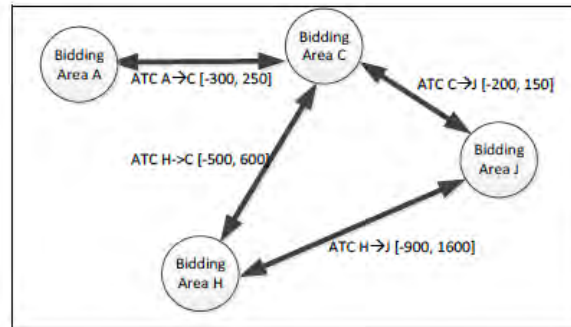 Bidding
Area A
Bidding
Area C
ATC A→C [-300, 250]
ATC C→J [-200, 150]
ATC H->C [-500, 600]
Bidding
Area J
ATC H→J [-900, 1600]
Bidding
Area H